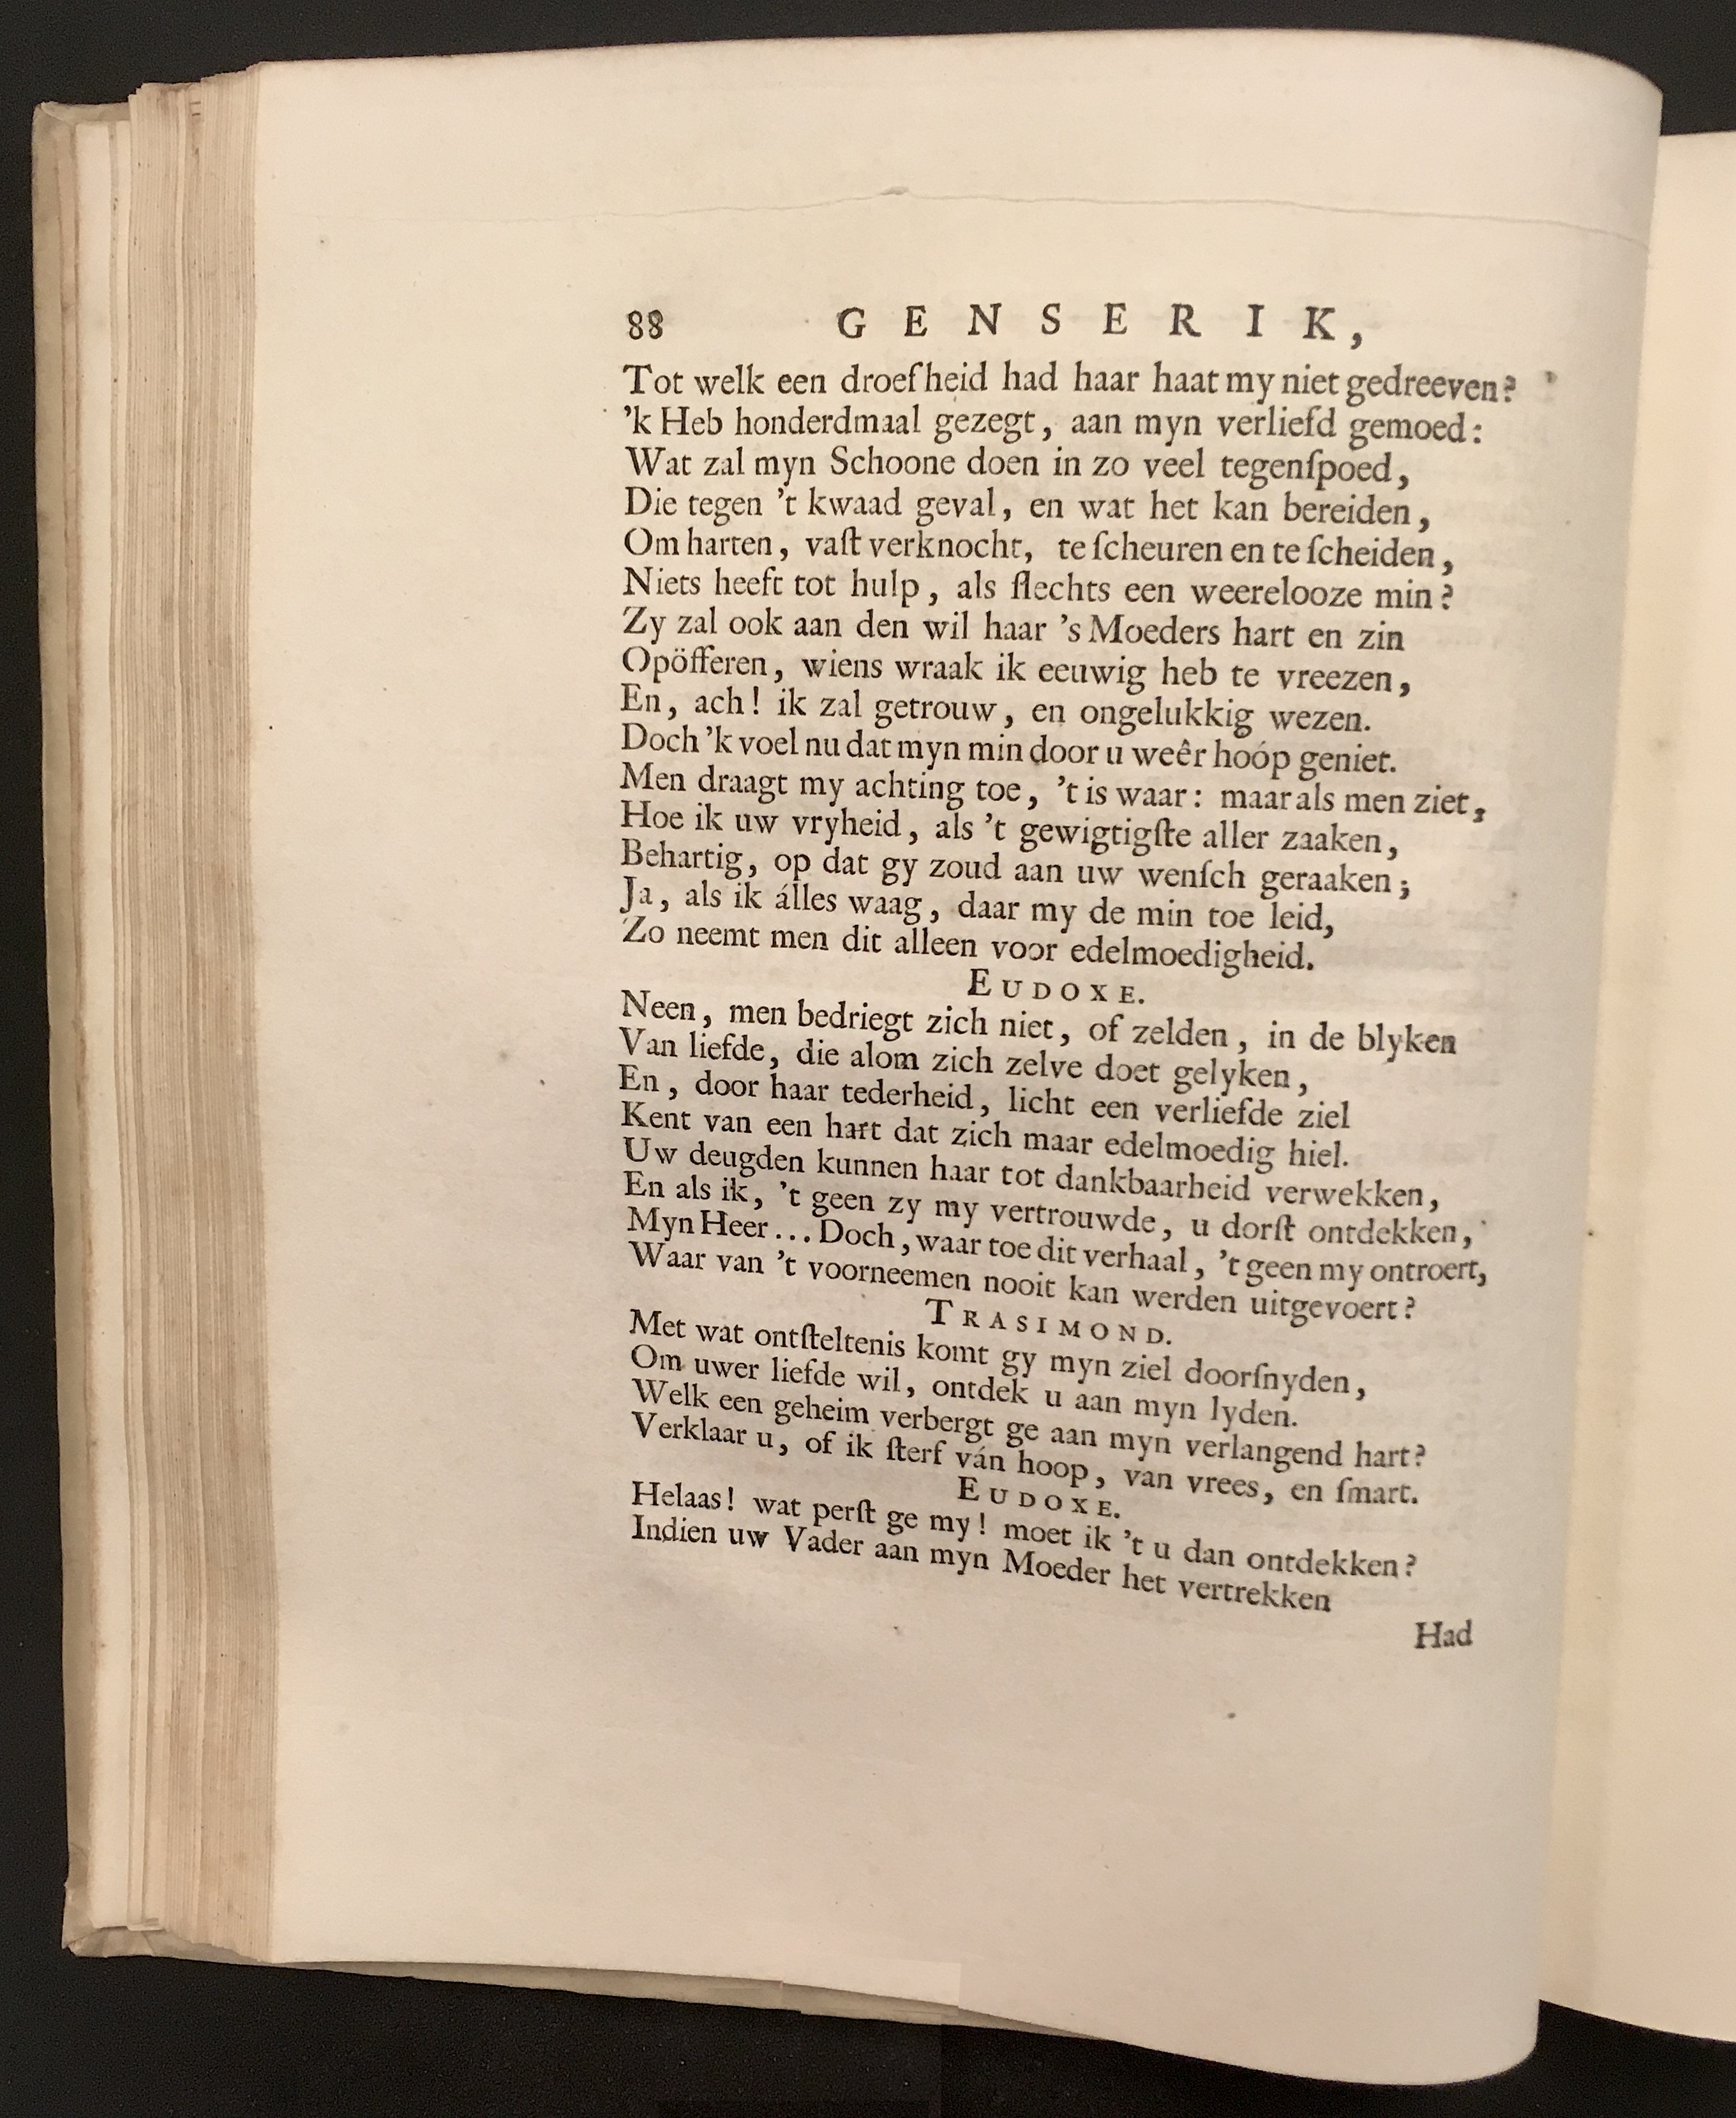 88 GENSERIK,
Tot welk een droefheid had haar haat my niet gedreeven?
'k Heb honderdmaal gezegt, aan myn verliefd gemoed:
Wat zal myn Schoone doen in zo veel tegenſpoed,
Die tegen 't kwaad geval, en wat het kan bereiden,
Om harten, vaſt verknocht, te ſcheuren en te ſcheiden,
Niets heeft tot hulp, als ſlechts een weerelooze min?
Zy zal ook aan den wil haar 's Moeders hart en zin
Opöfferen, wiens wraak ik eeuwig heb te vreezen,
En, ach! ik zal getrouw, en ongelukkig wezen.
Doch 'k voel nu dat myn min door u weêr hoóp geniet.
Men draagt my achting toe, 't is waar: maar als men ziet,
Hoe ik uw vryheid, als 't gewigtigſte aller zaaken,
Behartig, op dat gy zoud aan uw wenſch geraaken;
Ja, als ik álles waag, daar my de min toe leid,
Zo neemt men dit alleen voor edelmoedigheid.
EUDOXE.
Neen, men bedriegt zich niet, of zelden, in de blyken
Van liefde, die alom zich zelve doet gelyken,
En, door haar tederheid, licht een verliefde ziel
Kent van een hart dat zich maar edelmoedig hiel.
Uw deugden kunnen haar tot dankbaarheid verwekken,
En als ik, 't geen zy my vertrouwde, u dorſt ontdekken,
Myn Heer... Doch, waar toe dit verhaal, 't geen my ontroert,
Waar van 't voorneemen nooit kan werden uitgevoert?
TRASIMOND.
Met wat ontſteltenis komt gy myn ziel doorſnyden,
Om uwer liefde wil, ontdek u aan myn lyden.
Welk een geheim verbergt ge aan myn verlangend hart?
Verklaar u, of ik ſterf ván hoop, van vrees, en ſmart.
EUDOXE.
Helaas! wat perſt ge my! moet ik 't u dan ontdekken?
Indien uw Vader aan myn Moeder het vertrekken
Had